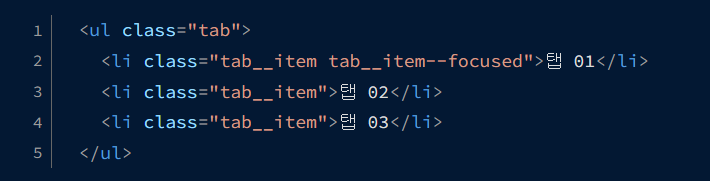 1 <ul class="tab">
2 <li class="tab__item tab__item--focused">탭 01</li>
3 <li class="tab__item">탭 02</li>
4 <li class="tab__item">탭 03</li>
5 </ul>